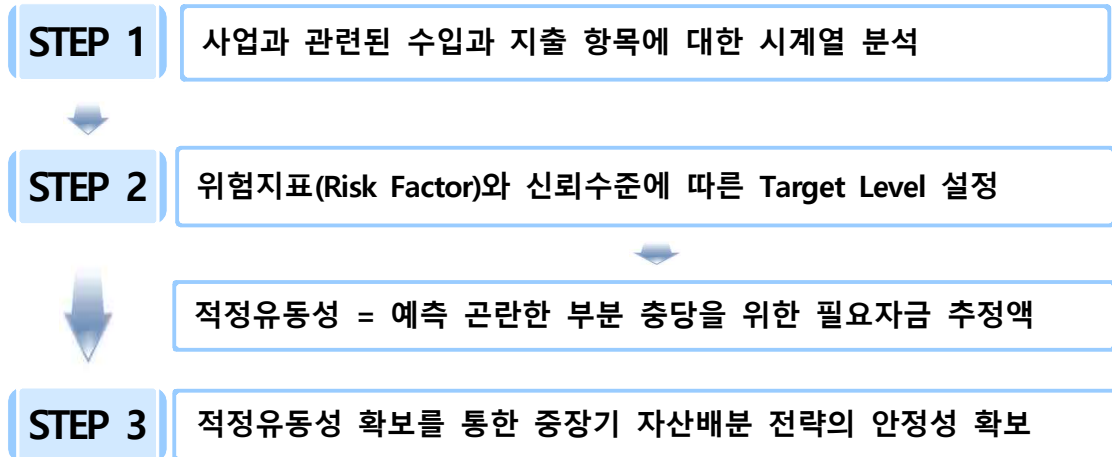 STEP 1
사업과 관련된 수입과 지출 항목에 대한 시계열 분석
STEP 2
위험지표(Risk Factor)와 신뢰수준에 따른 Target Level 설정
적정유동성 = 예측 곤란한 부분 충당을 위한 필요자금 추정액
STEP 3
적정유동성 확보를 통한 중장기 자산배분 전략의 안정성 확보